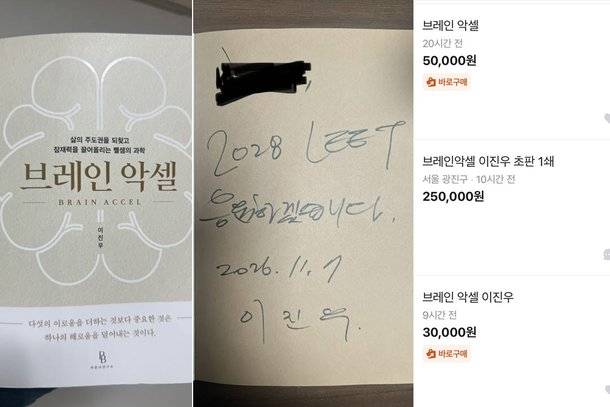 삶의 주도권을 되찾고
잠재력을 끌어올리는 뺄셈의 과학
브레인 악셀
BRAIN ACCEL
이진우
다섯의 이로움을 더하는 것보다 중요한 것은
하나의 해로움을 덜어내는 것이다.
2028 LEET
응원하겠습니다.
2026.11.7
이진우.
브레인 악셀
20시간 전
50,000원
바로구매
브레인악셀 이진우 초판 1쇄
서울 광진구 · 10시간 전
250,000원
브레인 악셀 이진우
9시간 전
30,000원
바로구매